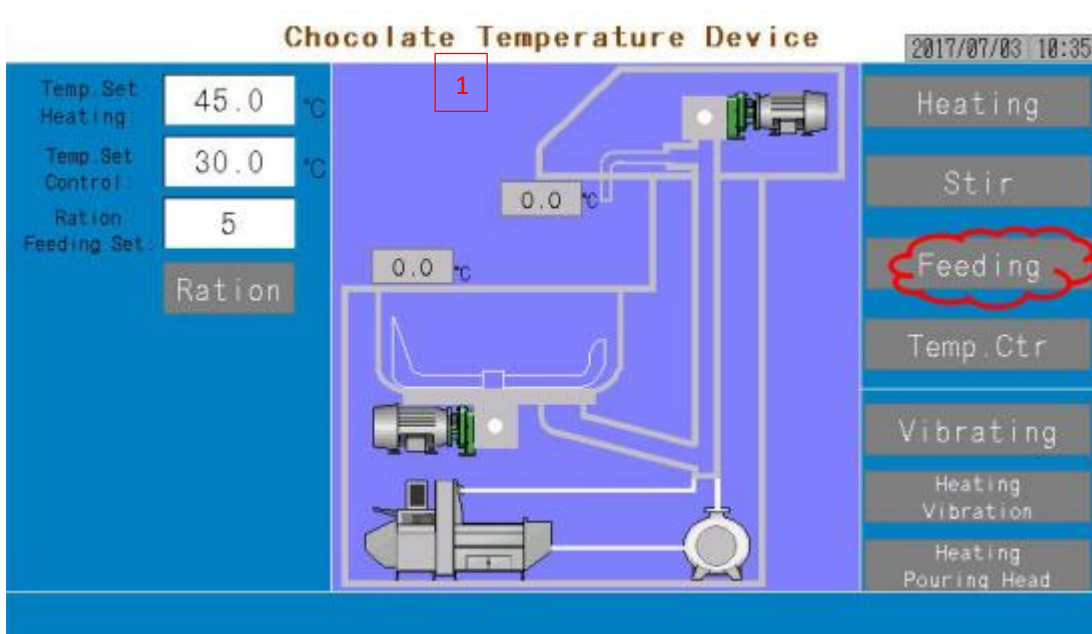 Chocolate Temperature Device
2017/07/03 10:35
1
Temp.Set
Heating:
45.0 °C
Temp.Set
Control:
30.0 °C
Ration
Feeding Set:
5
Ration
0.0 °C
0.0 °C
Heating
Stir
Feeding
Temp.Ctr
Vibrating
Heating
Vibration
Heating
Pouring Head